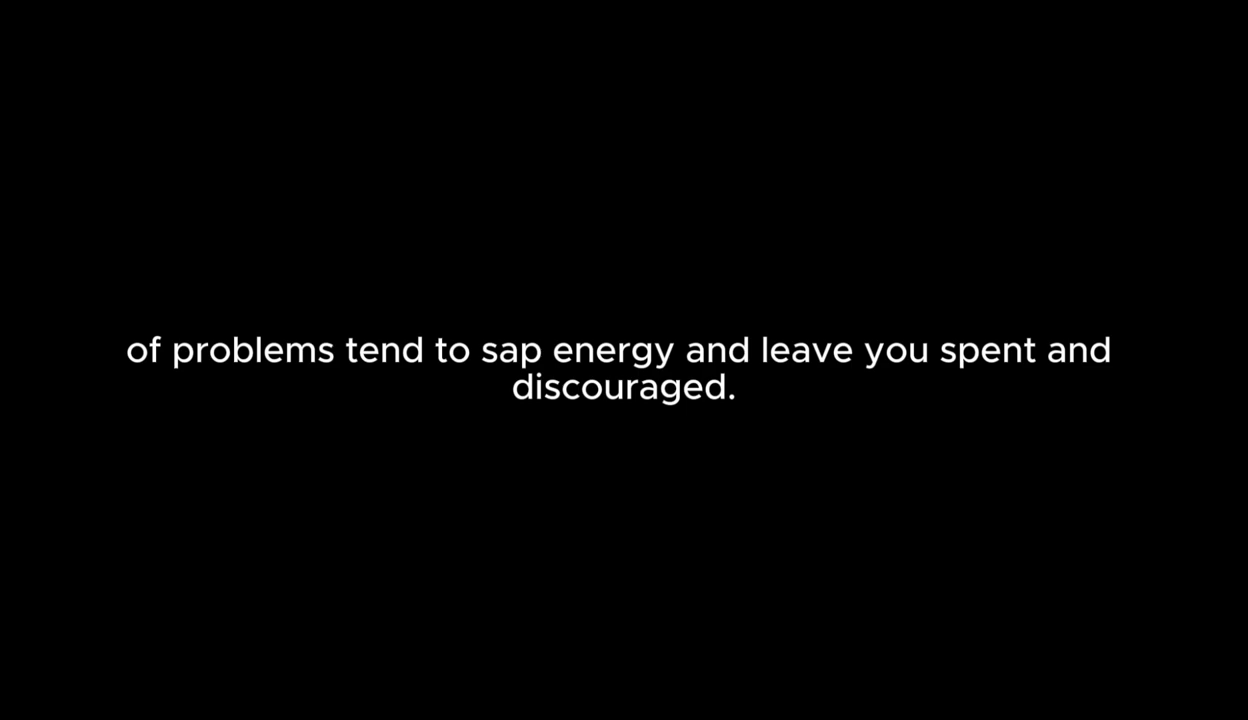 of problems tend to sap energy and leave you spent and
discouraged.